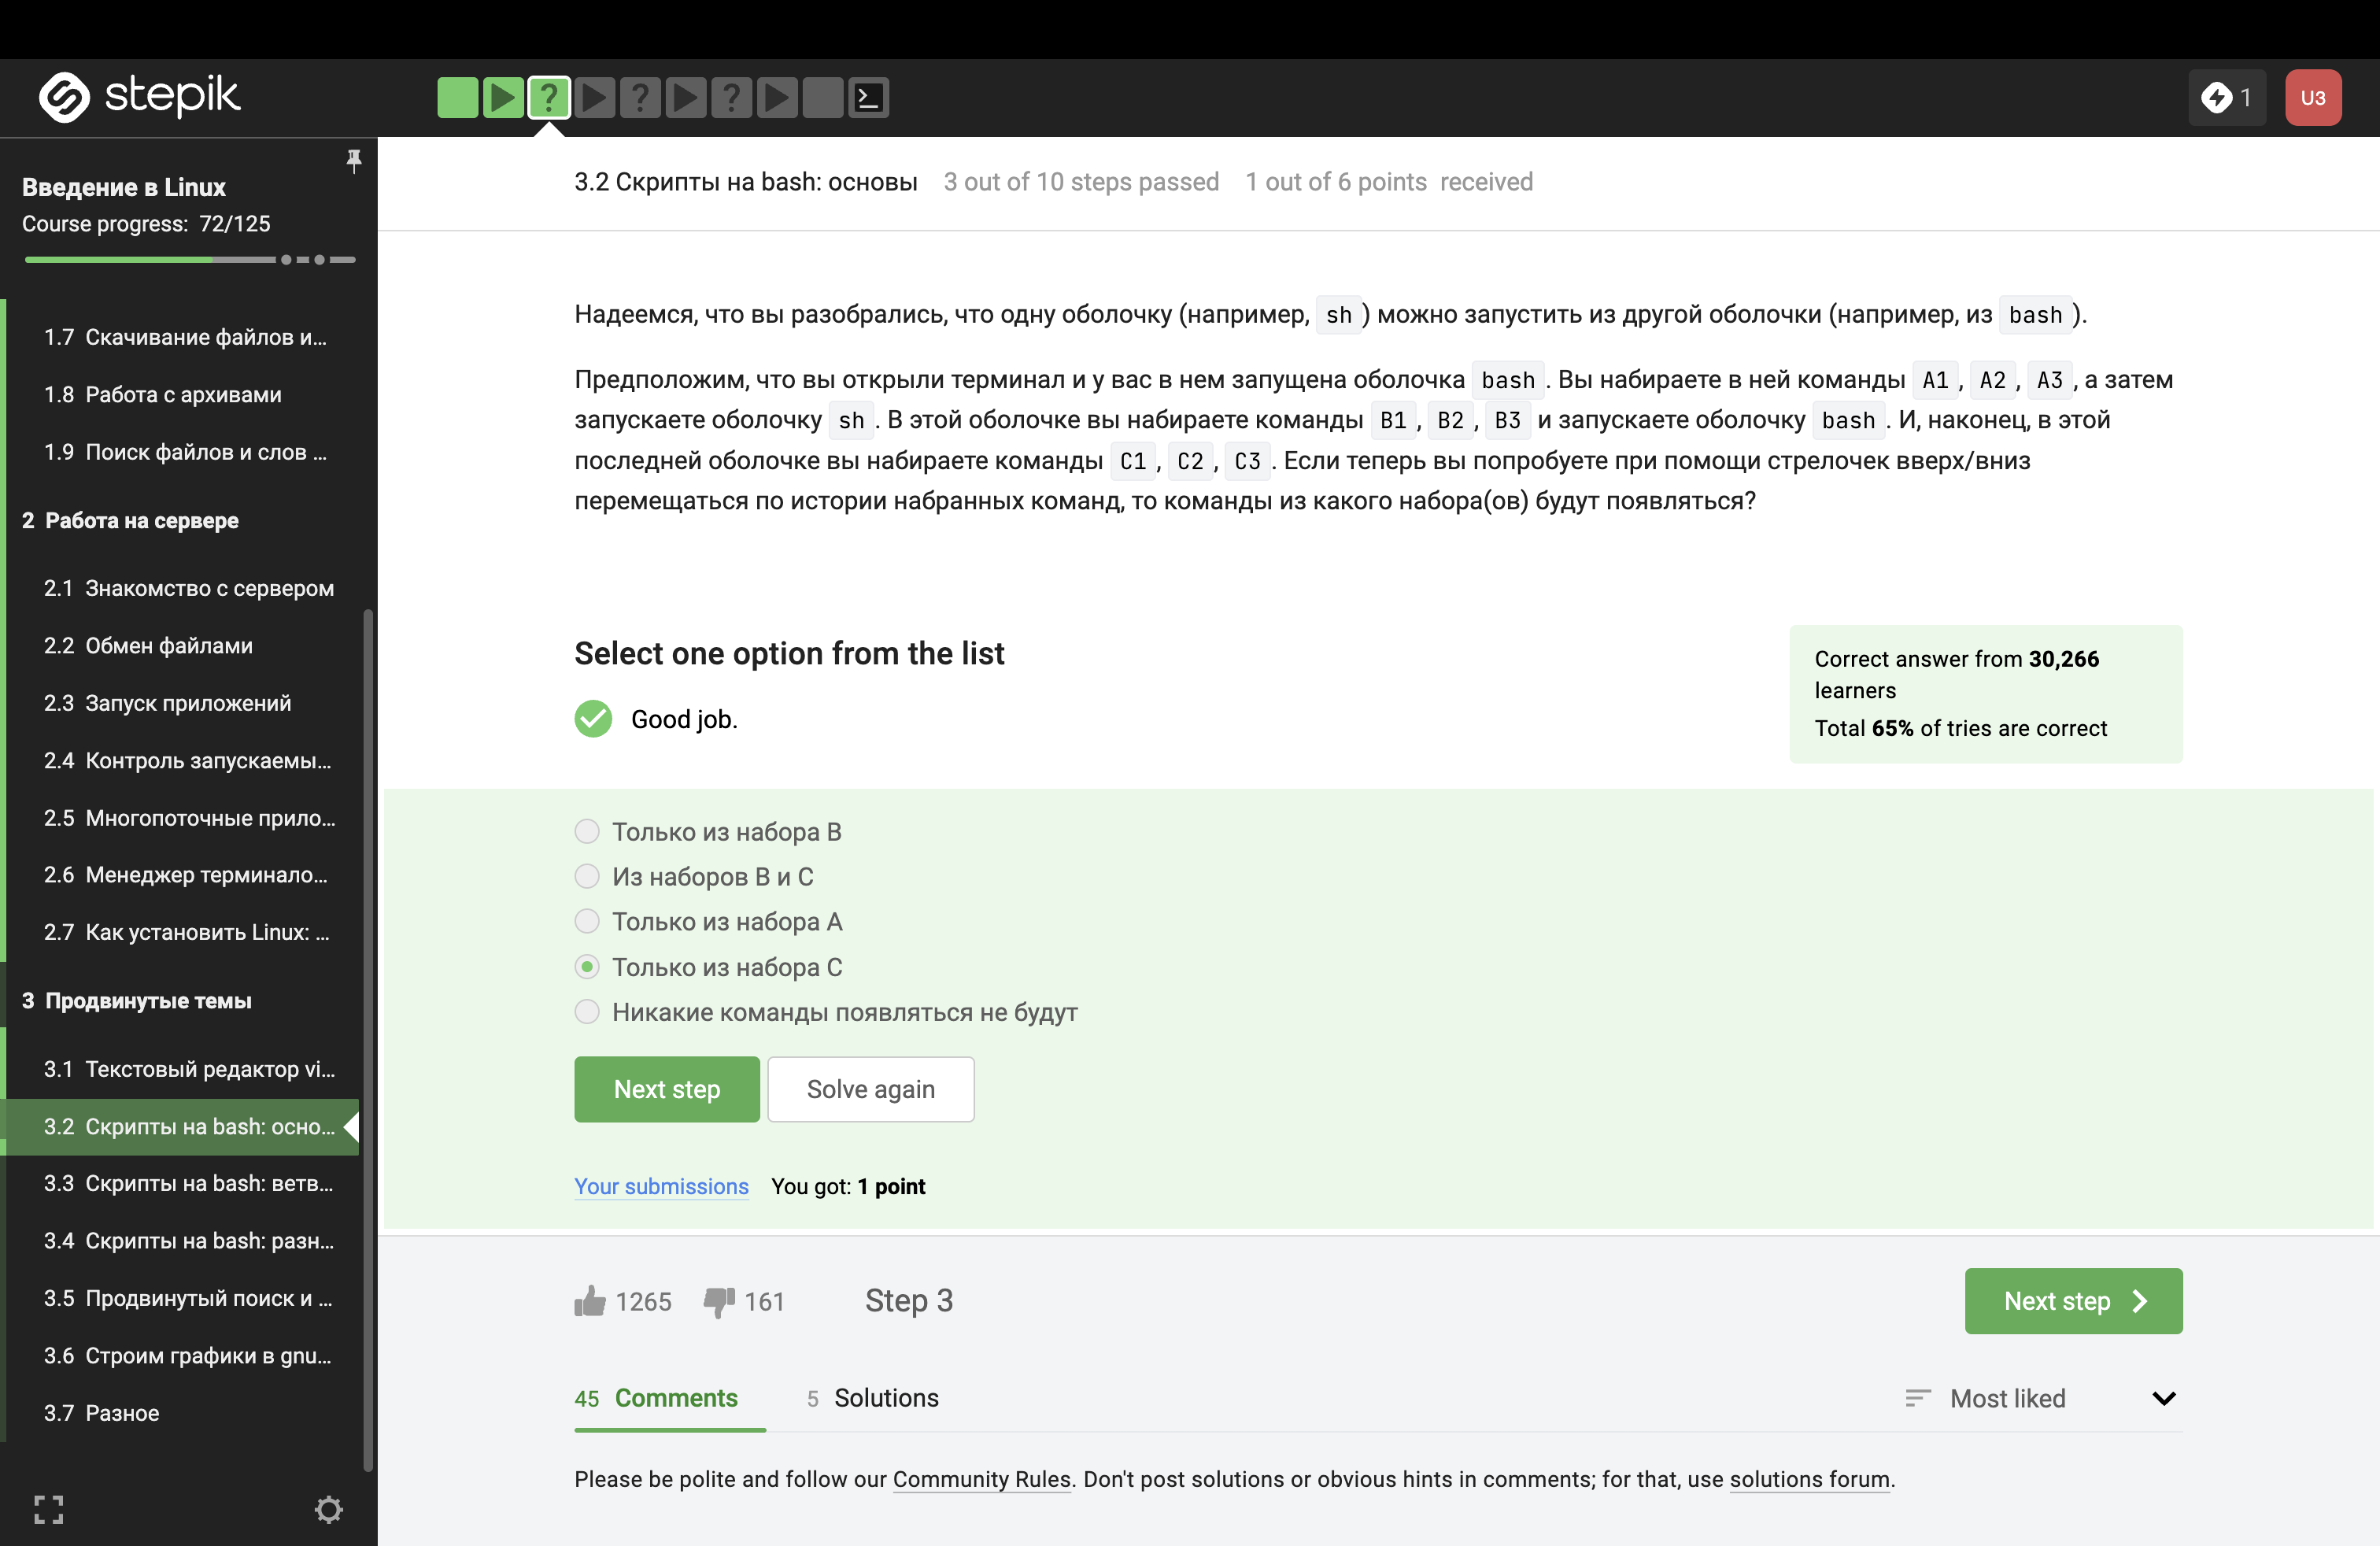 stepik
1
U3
Введение в Linux
Course progress: 72/125
1.7 Скачивание файлов и...
1.8 Работа с архивами
1.9 Поиск файлов и слов ...
2 Работа на сервере
2.1 Знакомство с сервером
2.2 Обмен файлами
2.3 Запуск приложений
2.4 Контроль запускаемы...
2.5 Многопоточные прило...
2.6 Менеджер терминало...
2.7 Как установить Linux: ...
3 Продвинутые темы
3.1 Текстовый редактор vi...
3.2 Скрипты на bash: осно...
3.3 Скрипты на bash: ветв...
3.4 Скрипты на bash: разн...
3.5 Продвинутый поиск и ...
3.6 Строим графики в gnu...
3.7 Разное
3.2 Скрипты на bash: основы 3 out of 10 steps passed 1 out of 6 points received
Надеемся, что вы разобрались, что одну оболочку (например, sh ) можно запустить из другой оболочки (например, из bash ).
Предположим, что вы открыли терминал и у вас в нем запущена оболочка bash . Вы набираете в ней команды A1 , A2 , A3 , а затем
запускаете оболочку sh . В этой оболочке вы набираете команды B1 , B2 , B3 и запускаете оболочку bash . И, наконец, в этой
последней оболочке вы набираете команды C1 , C2 , C3 . Если теперь вы попробуете при помощи стрелочек вверх/вниз
перемещаться по истории набранных команд, то команды из какого набора(ов) будут появляться?
Select one option from the list
Good job.
Correct answer from 30,266
learners
Total 65% of tries are correct
Только из набора B
Из наборов B и C
Только из набора A
Только из набора C
Никакие команды появляться не будут
Next step Solve again
Your submissions You got: 1 point
1265 161 Step 3
Next step
45 Comments 5 Solutions
Most liked
Please be polite and follow our Community Rules. Don't post solutions or obvious hints in comments; for that, use solutions forum.